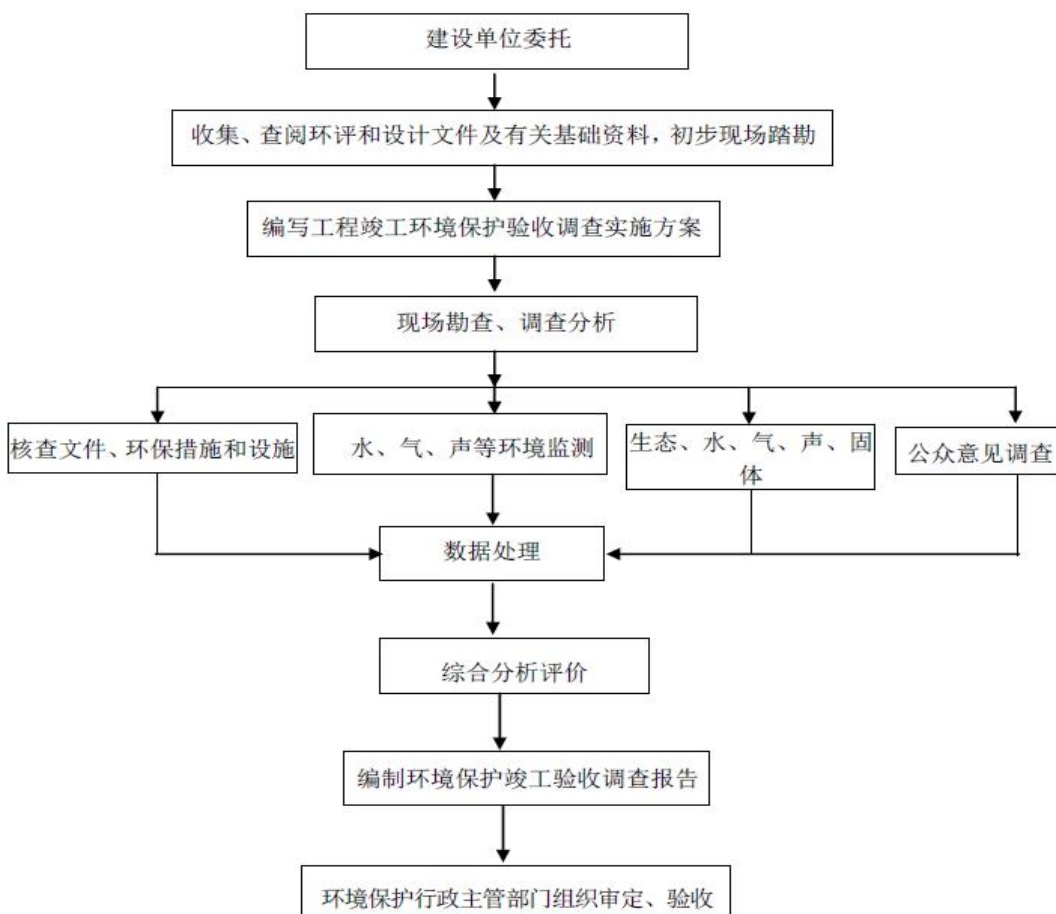 建设单位委托
收集、查阅环评和设计文件及有关基础资料,初步现场踏勘
编写工程竣工环境保护验收调查实施方案
现场勘查、调查分析
核查文件、环保措施和设施
水、气、声等环境监测
生态、水、气、声、固
体
公众意见调查
数据处理
综合分析评价
编制环境保护竣工验收调查报告
环境保护行政主管部门组织审定、验收